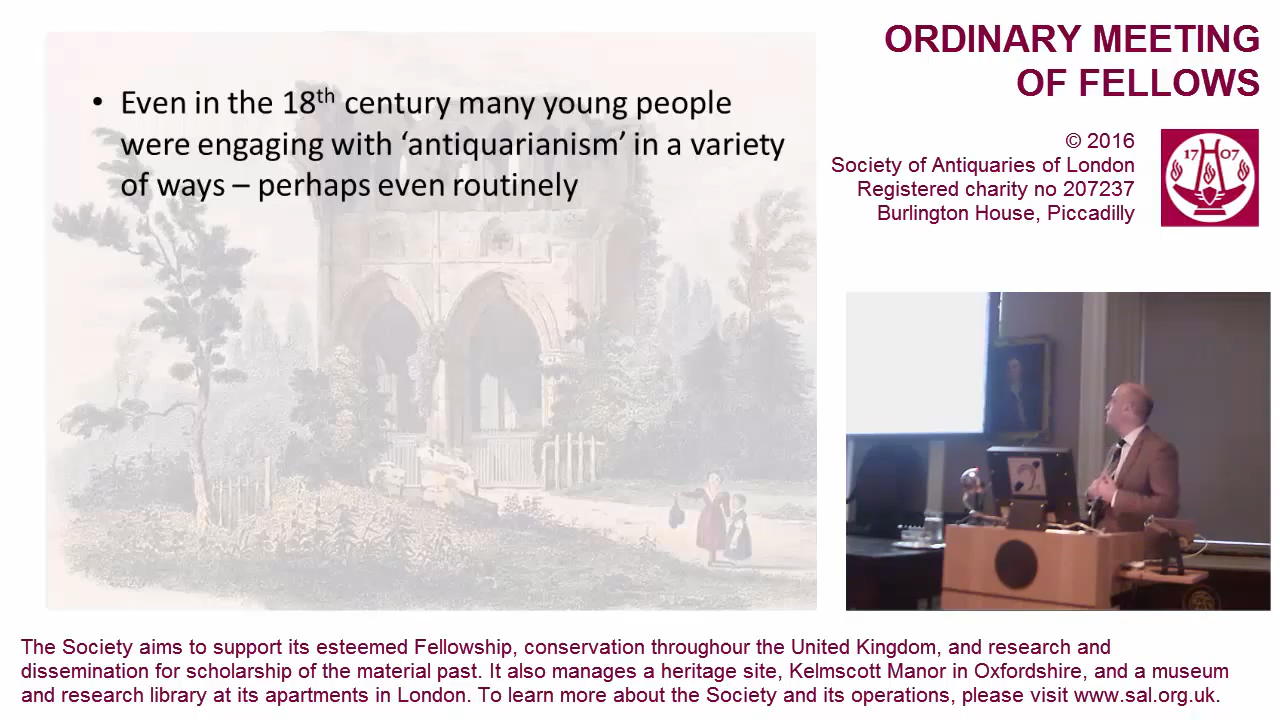 • Even in the 18th century many young people
were engaging with ‘antiquarianism’ in a variety
of ways – perhaps even routinely
ORDINARY MEETING
OF FELLOWS
© 2016
Society of Antiquaries of London
Registered charity no 207237
Burlington House, Piccadilly
1707
The Society aims to support its esteemed Fellowship, conservation throughour the United Kingdom, and research and
dissemination for scholarship of the material past. It also manages a heritage site, Kelmscott Manor in Oxfordshire, and a museum
and research library at its apartments in London. To learn more about the Society and its operations, please visit www.sal.org.uk.